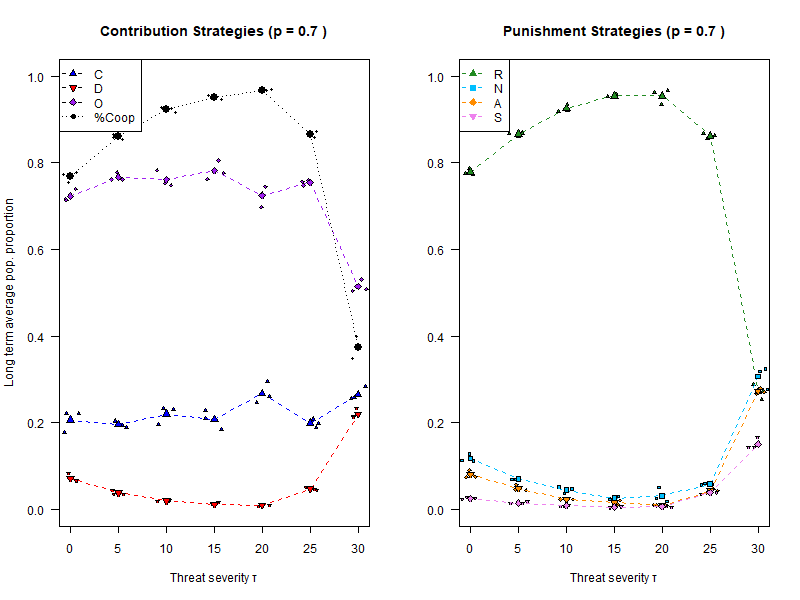 Contribution Strategies (p = 0.7 )
Long term average pop. proportion
1.0
0.8
0.6
0.4
0.2
0.0
C
D
O
%Coop
0 5 10 15 20 25 30
Threat severity τ
Punishment Strategies (p = 0.7 )
1.0
0.8
0.6
0.4
0.2
0.0
R
N
A
S
0 5 10 15 20 25 30
Threat severity τ